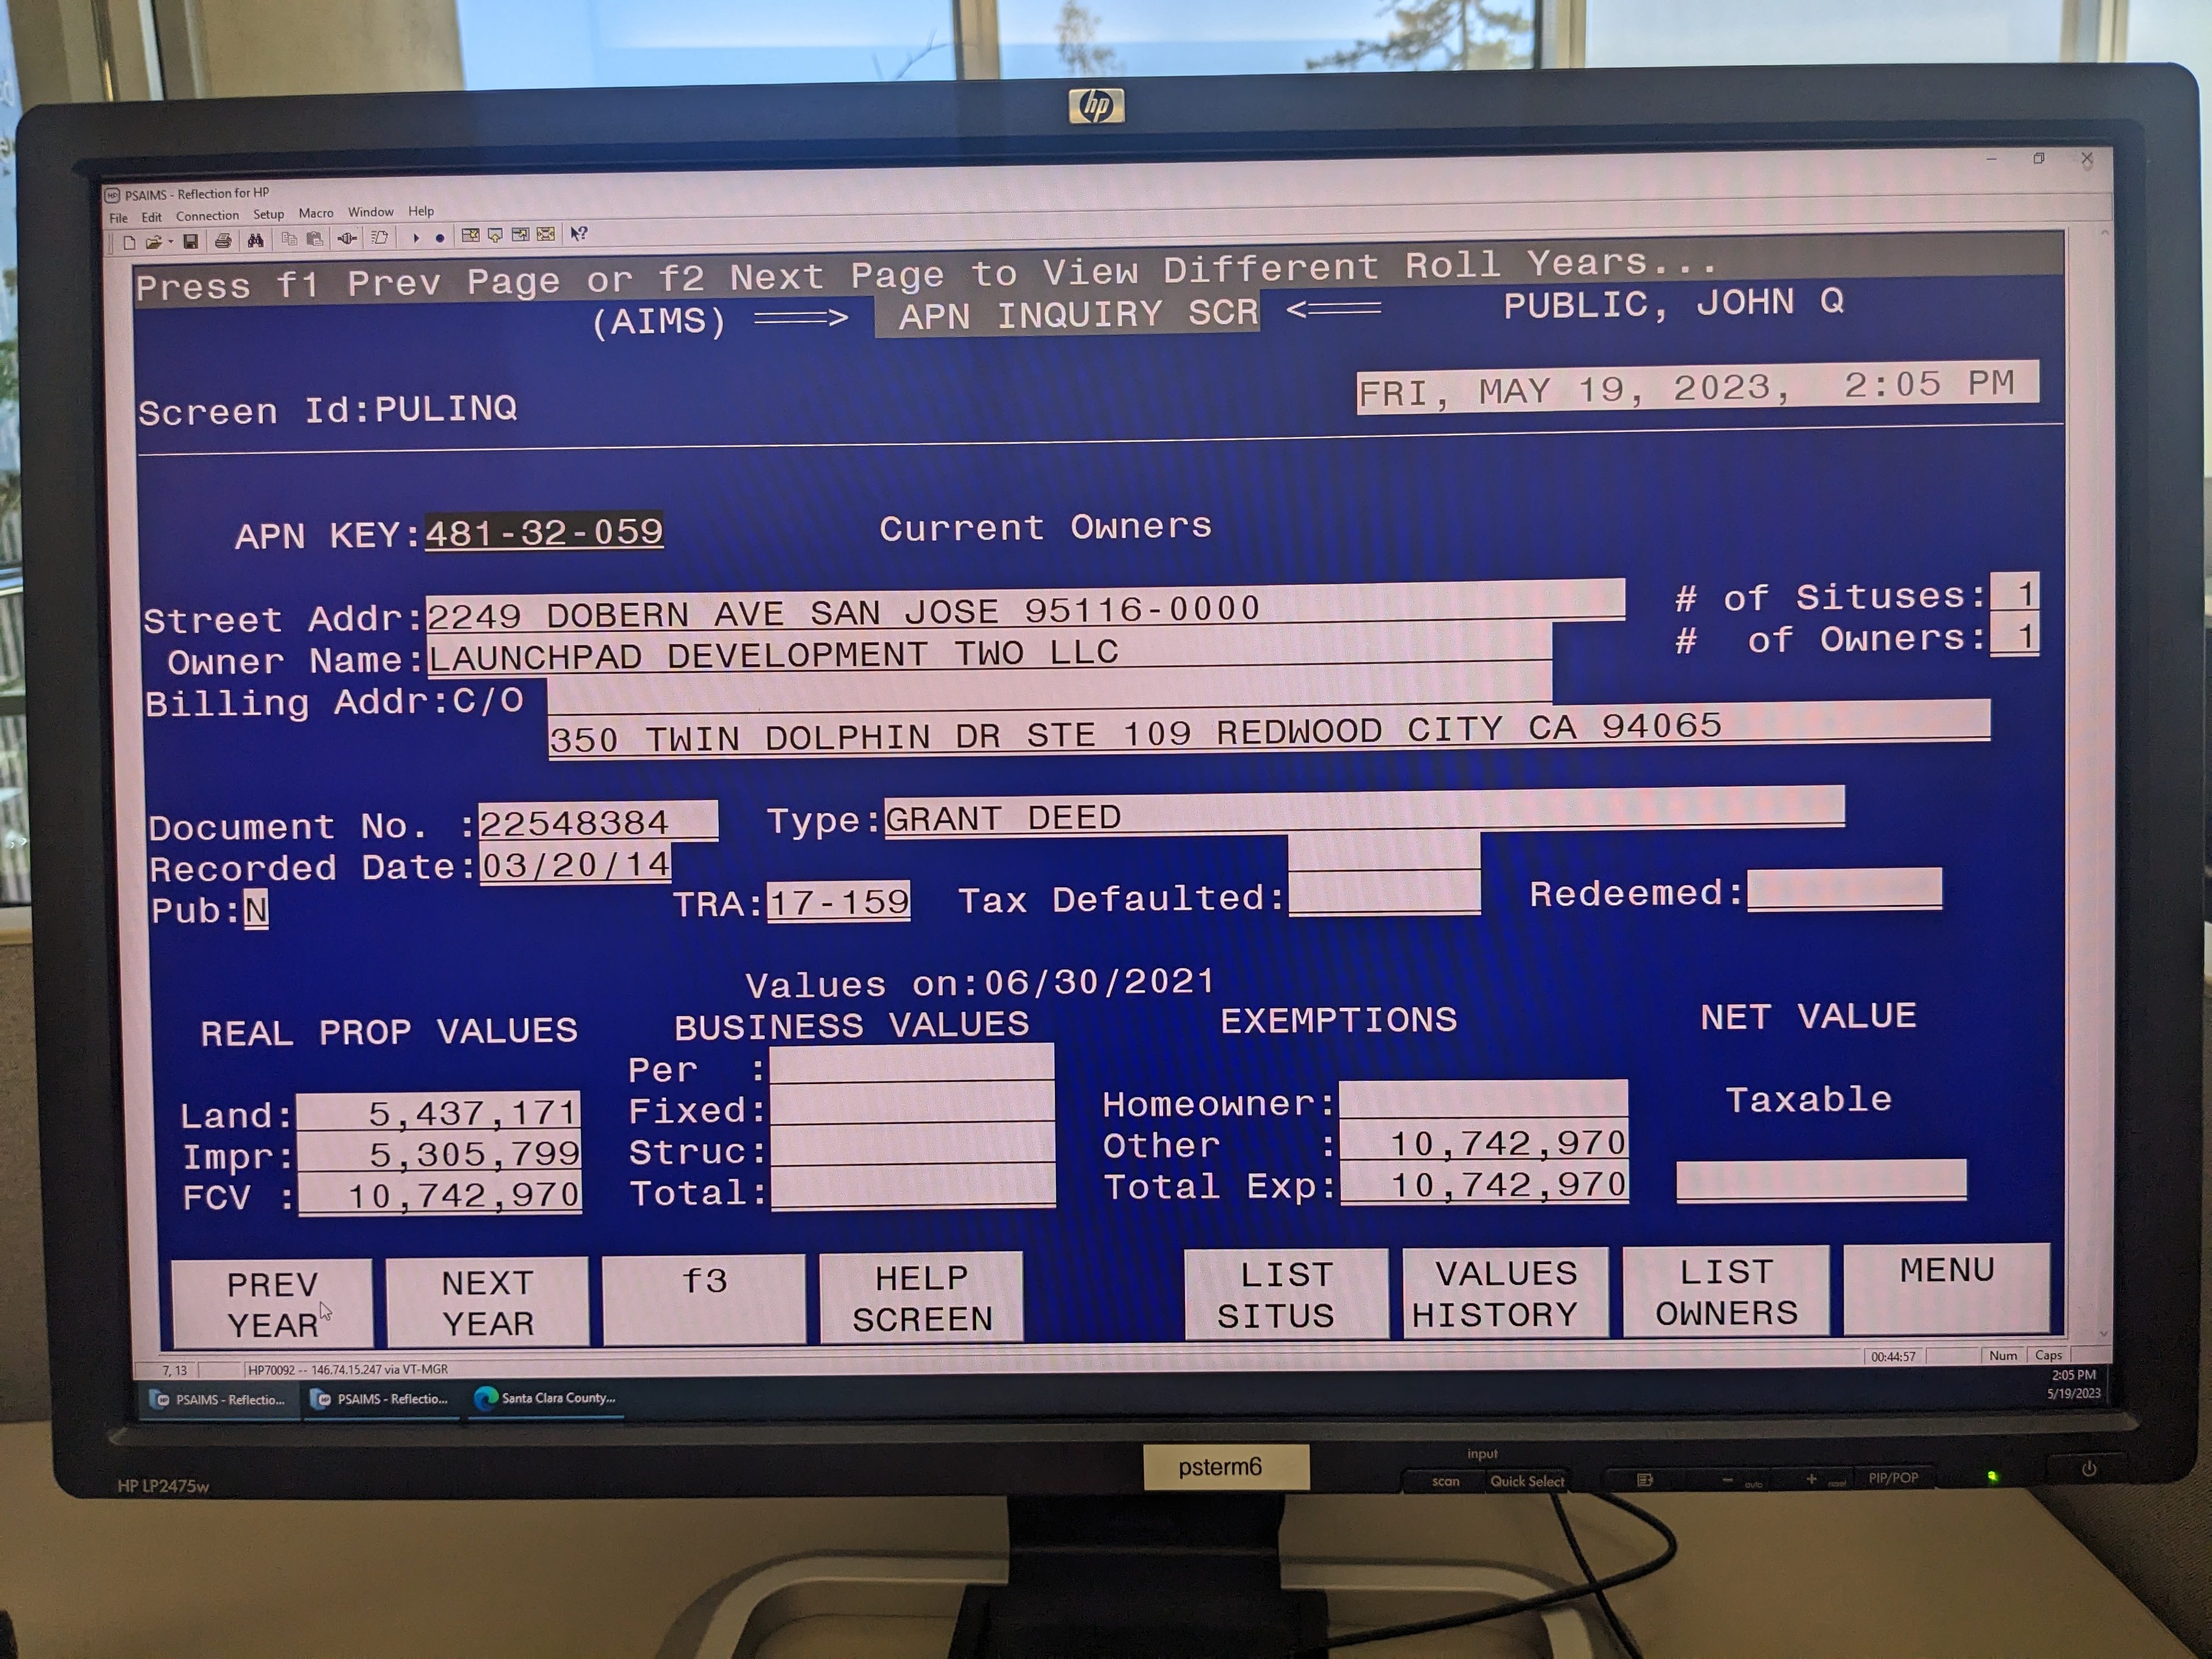 hp
PSAIMS - Reflection for HP
File Edit Connection Setup Macro Window Help
Press f1 Prev Page or f2 Next Page to View Different Roll Years...
(AIMS) ===> APN INQUIRY SCR <=== PUBLIC, JOHN Q
Screen Id:PULINQ FRI, MAY 19, 2023, 2:05 PM
APN KEY:481-32-059 Current Owners
Street Addr:2249 DOBERN AVE SAN JOSE 95116-0000 # of Situses: 1
Owner Name:LAUNCHPAD DEVELOPMENT TWO LLC # of Owners: 1
Billing Addr:C/O
350 TWIN DOLPHIN DR STE 109 REDWOOD CITY CA 94065
Document No. :22548384 Type:GRANT DEED
Recorded Date:03/20/14
Pub:N TRA:17-159 Tax Defaulted: Redeemed:
Values on:06/30/2021
REAL PROP VALUES BUSINESS VALUES EXEMPTIONS NET VALUE
Per :
Land: 5,437,171 Fixed: Homeowner: Taxable
Impr: 5,305,799 Struc: Other : 10,742,970
FCV : 10,742,970 Total: Total Exp: 10,742,970
PREV YEAR NEXT YEAR f3 HELP SCREEN LIST SITUS VALUES HISTORY LIST OWNERS MENU
7, 13 HP70092 -- 146.74.15.247 via VT-MGR 00:44:57 Num Caps
PSAIMS - Reflectio... PSAIMS - Reflectio... Santa Clara County... 2:05 PM
5/19/2023
HP LP2475w psterm6 input
scan Quick Select - auto + PIP/POP